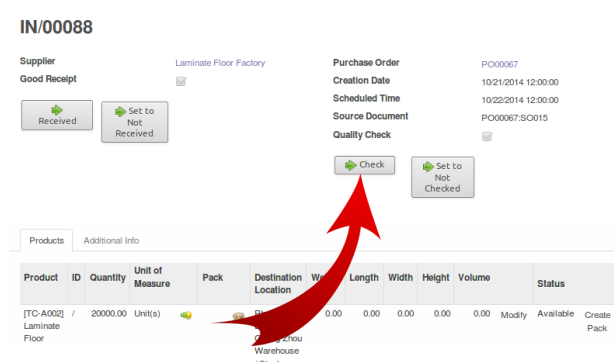 IN/00088
Supplier Laminate Floor Factory Purchase Order PO00067
Good Receipt Creation Date 10/21/2014 12:00:00
Scheduled Time 10/22/2014 12:00:00
Source Document PO00067:SO015
Quality Check
Received
Set to
Not
Received
Check
Set to
Not
Checked
Products Additional Info
Product ID Quantity Unit of
Measure Pack Destination
Location Length Width Height Volume Status
[TC-A002]
Laminate
Floor / 20000.00 Unit(s)
Warehouse
0.00 0.00 0.00 0.00 0.00 Modify Available Create
Pack